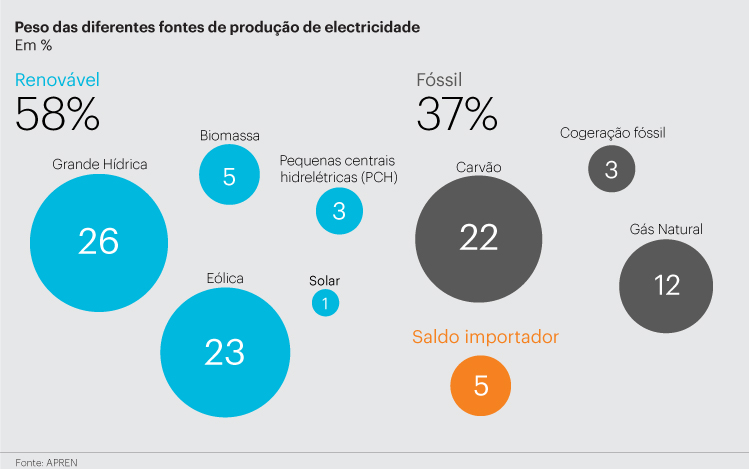 Peso das diferentes fontes de produção de electricidade
Em %
Renovável
58%
Grande Hídrica
26
Biomassa
5
Pequenas centrais
hidrelétricas (PCH)
3
Eólica
23
Solar
1
Fóssil
37%
Carvão
22
Cogeração fóssil
3
Gás Natural
12
Saldo importador
5
Fonte: APREN